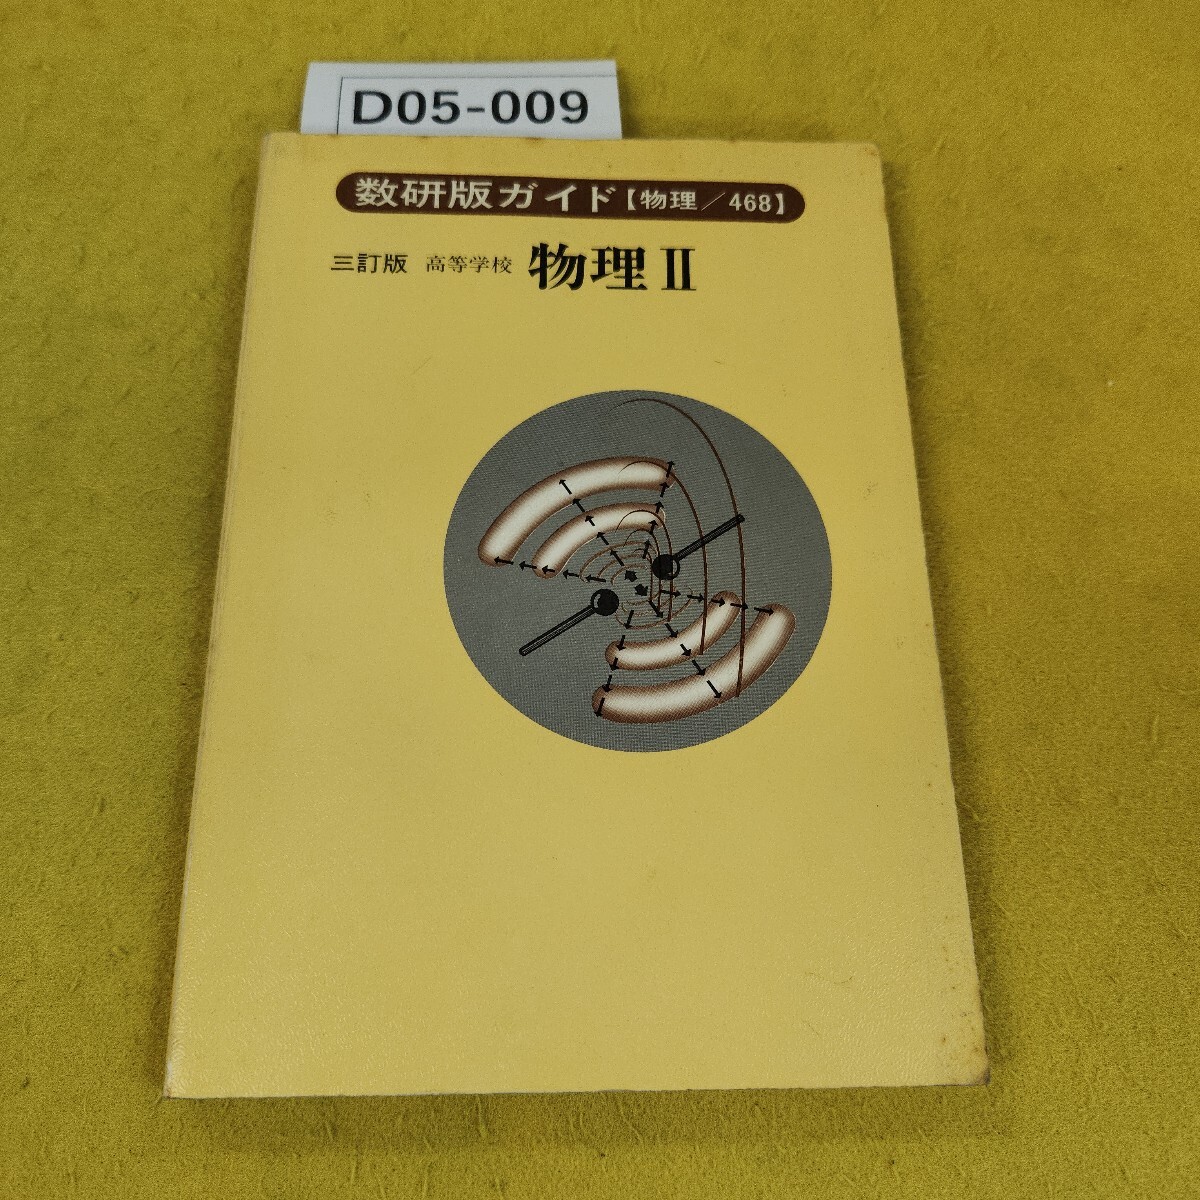 D05-009
数研版ガイド【物理／468】
三訂版 高等学校 物理Ⅱ